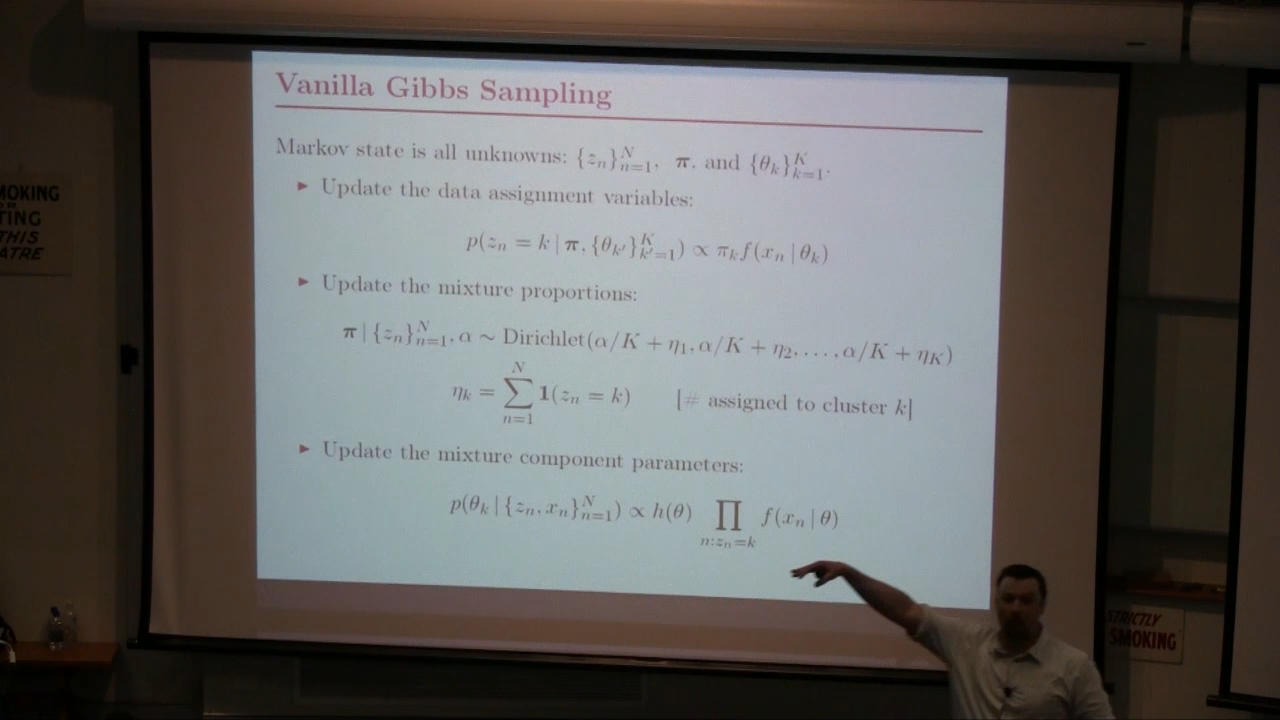 Vanilla Gibbs Sampling
Markov state is all unknowns: {z_n}_{n=1}^N, π, and {θ_k}_{k=1}^K.
▶ Update the data assignment variables:
p(z_n = k | π, {θ_{k'}}_{k'=1}^K) ∝ π_k f(x_n | θ_k)
▶ Update the mixture proportions:
π | {z_n}_{n=1}^N, α ∼ Dirichlet(α/K + η_1, α/K + η_2, . . . , α/K + η_K)
η_k = ∑_{n=1}^N 1(z_n = k) [# assigned to cluster k]
▶ Update the mixture component parameters:
p(θ_k | {z_n, x_n}_{n=1}^N) ∝ h(θ) ∏_{n:z_n=k} f(x_n | θ)
MOKING
TING
THIS
ATRE
STRICTLY
SMOKING